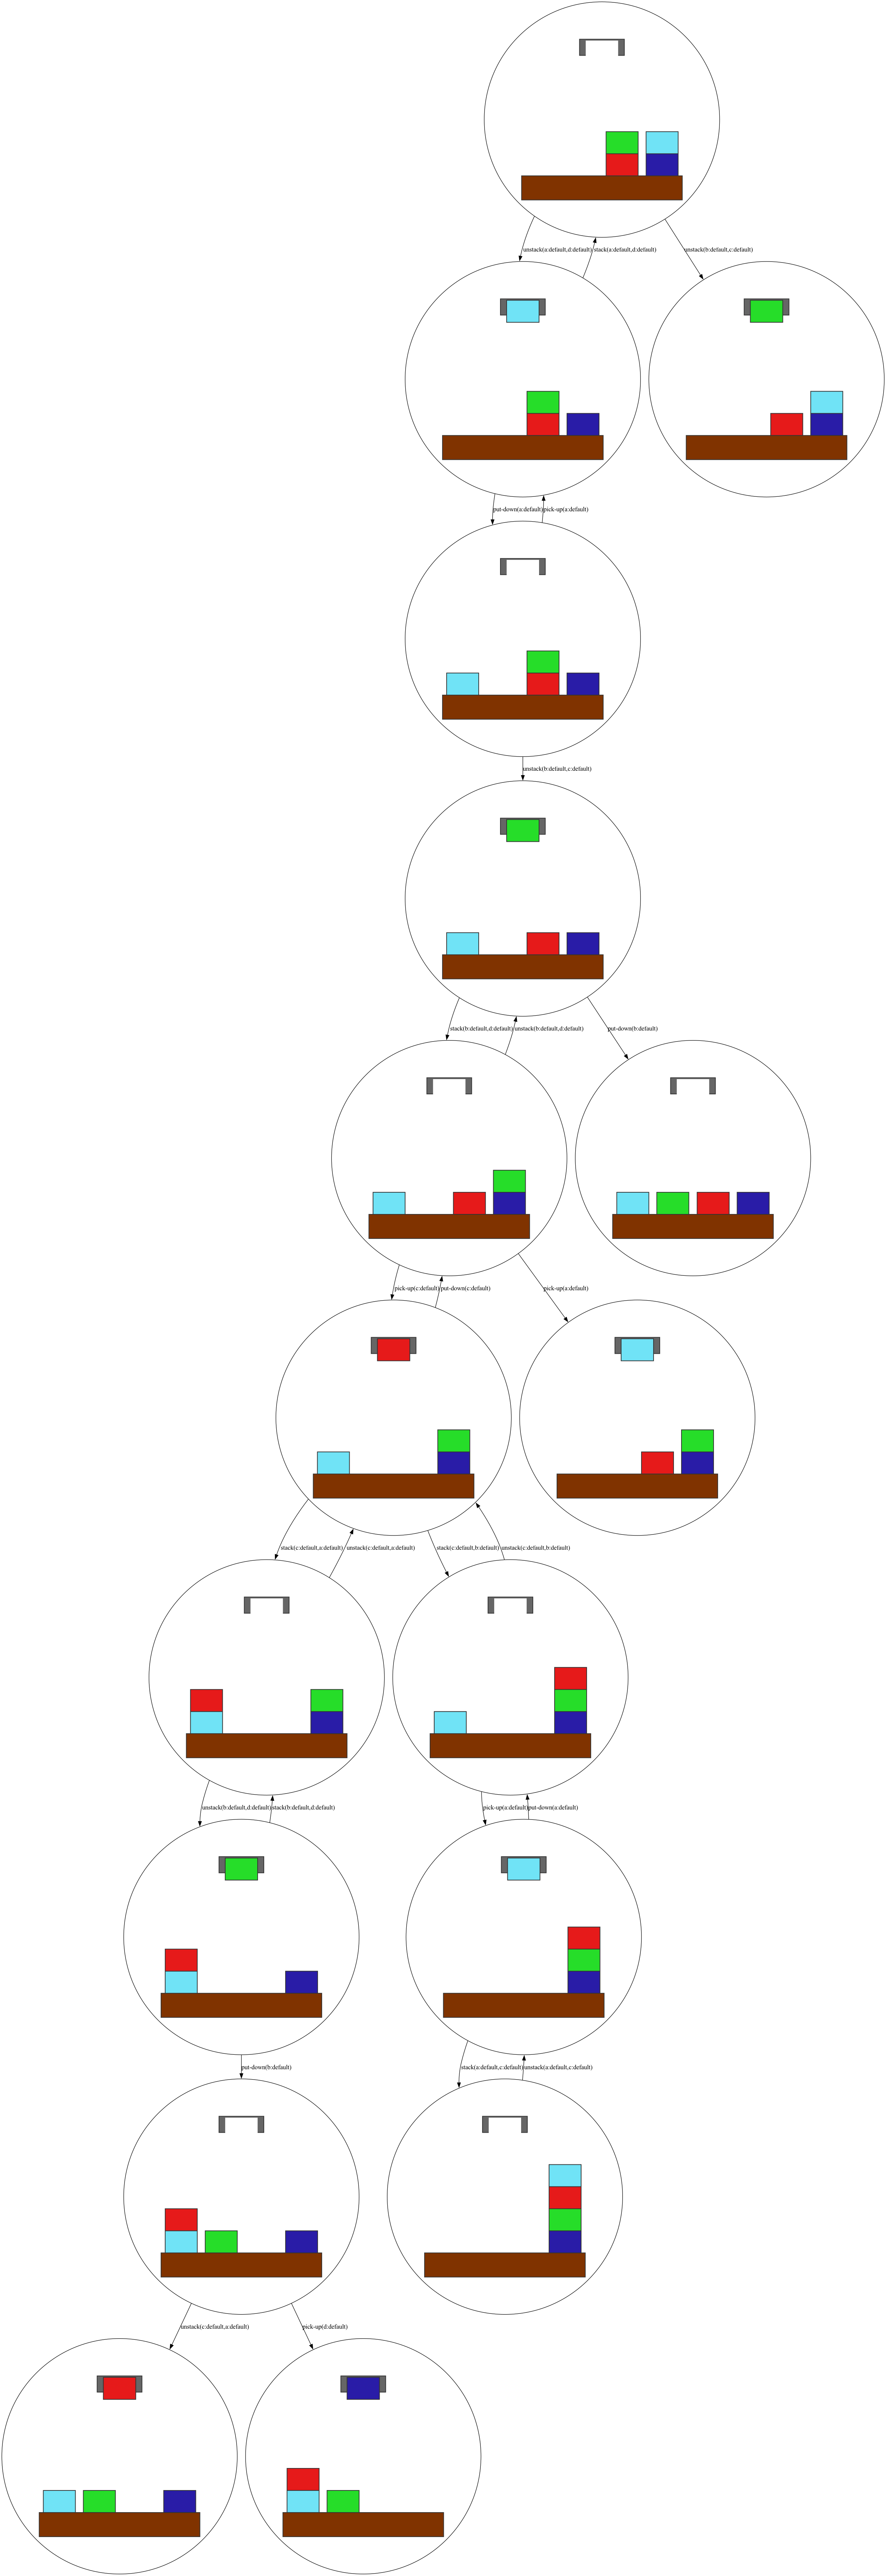 unstack(a:default,d:default) stack(a:default,d:default) unstack(b:default,c:default)
put-down(a:default) pick-up(a:default)
unstack(b:default,c:default)
stack(b:default,d:default) unstack(b:default,d:default) put-down(b:default)
pick-up(c:default) put-down(c:default) pick-up(a:default)
stack(c:default,a:default) unstack(c:default,a:default) stack(c:default,b:default) unstack(c:default,b:default)
unstack(b:default,d:default) stack(b:default,d:default) pick-up(a:default) put-down(a:default)
put-down(b:default) stack(a:default,c:default) unstack(a:default,c:default)
unstack(c:default,a:default) pick-up(d:default)